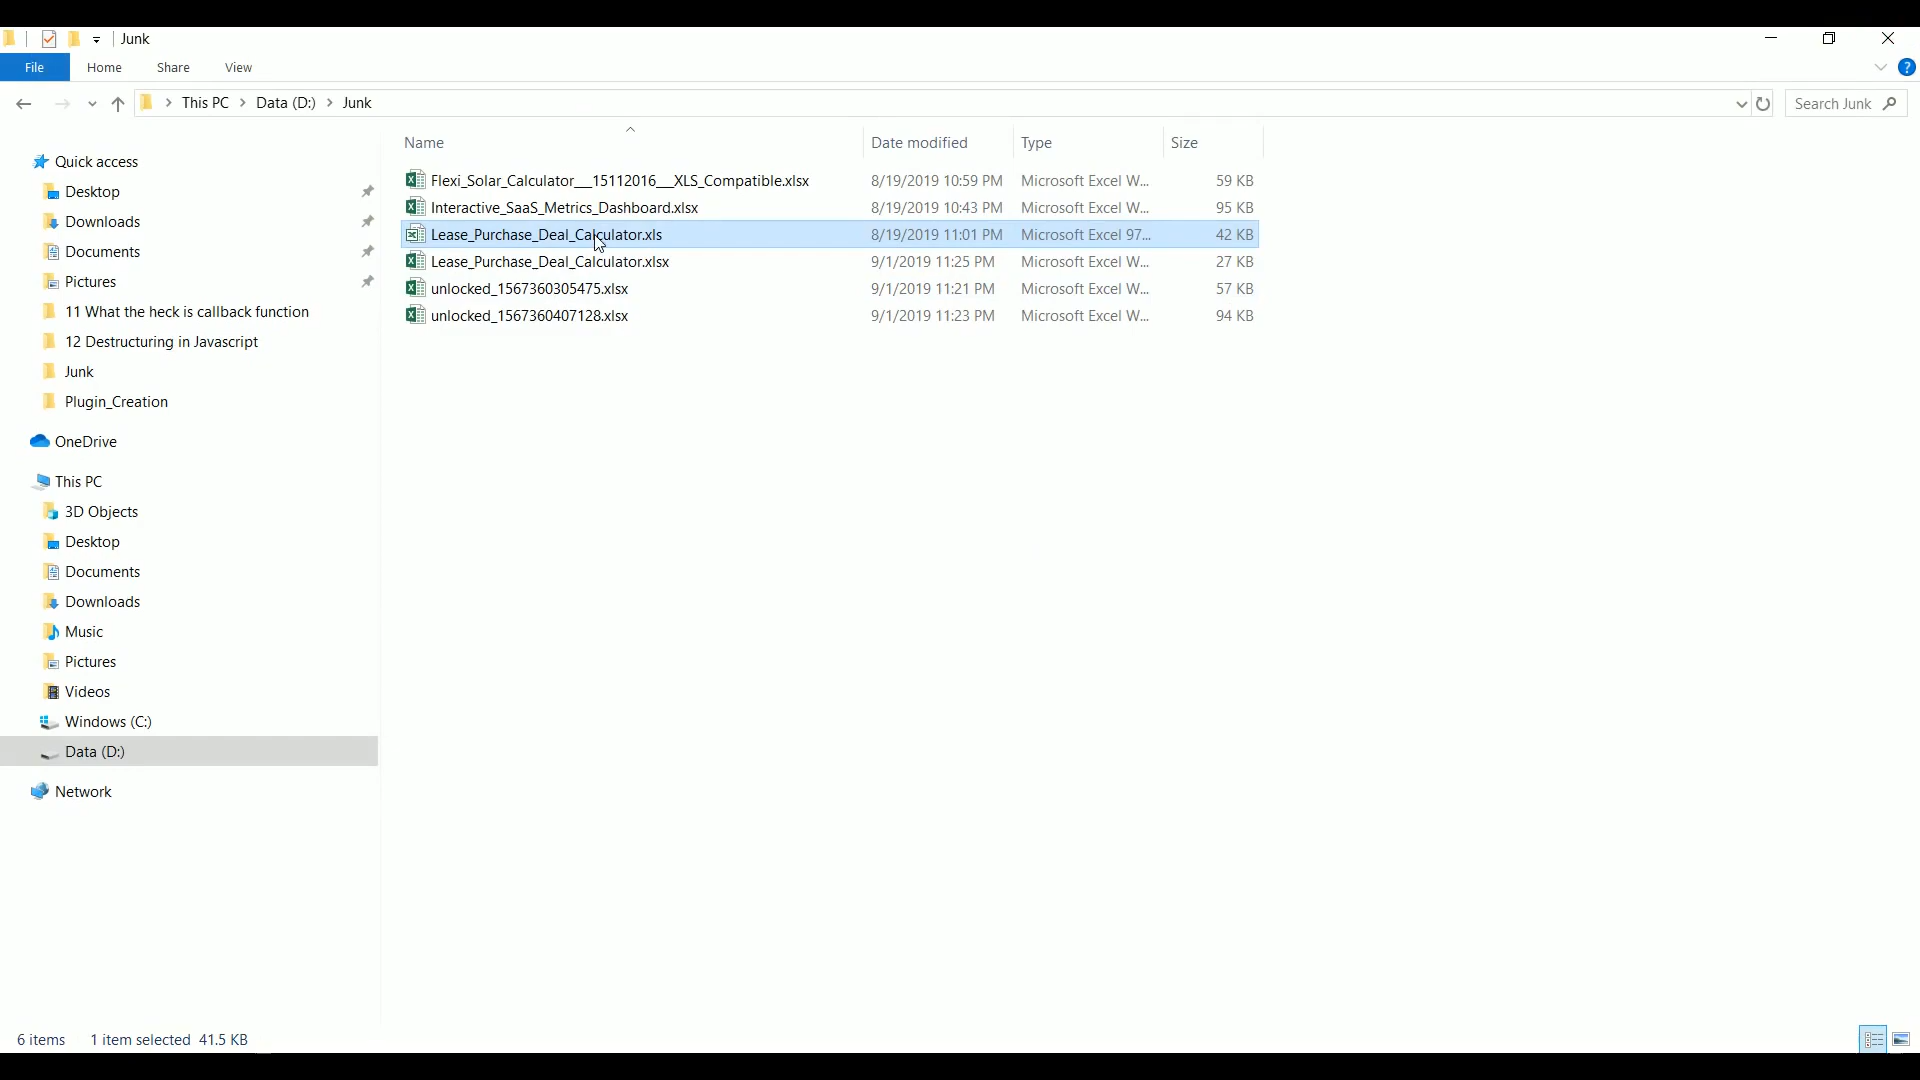 Junk
File Home Share View
?
This PC Data (D:) Junk
Search Junk
Name Date modified Type Size
Flexi_Solar_Calculator__15112016__XLS_Compatible.xlsx 8/19/2019 10:59 PM Microsoft Excel W... 59 KB
Interactive_SaaS_Metrics_Dashboard.xlsx 8/19/2019 10:43 PM Microsoft Excel W... 95 KB
Lease_Purchase_Deal_Calculator.xls 8/19/2019 11:01 PM Microsoft Excel 97... 42 KB
Lease_Purchase_Deal_Calculator.xlsx 9/1/2019 11:25 PM Microsoft Excel W... 27 KB
unlocked_1567360305475.xlsx 9/1/2019 11:21 PM Microsoft Excel W... 57 KB
unlocked_1567360407128.xlsx 9/1/2019 11:23 PM Microsoft Excel W... 94 KB
Quick access
Desktop
Downloads
Documents
Pictures
11 What the heck is callback function
12 Destructuring in Javascript
Junk
Plugin_Creation
OneDrive
This PC
3D Objects
Desktop
Documents
Downloads
Music
Pictures
Videos
Windows (C:)
Data (D:)
Network
6 items 1 item selected 41.5 KB